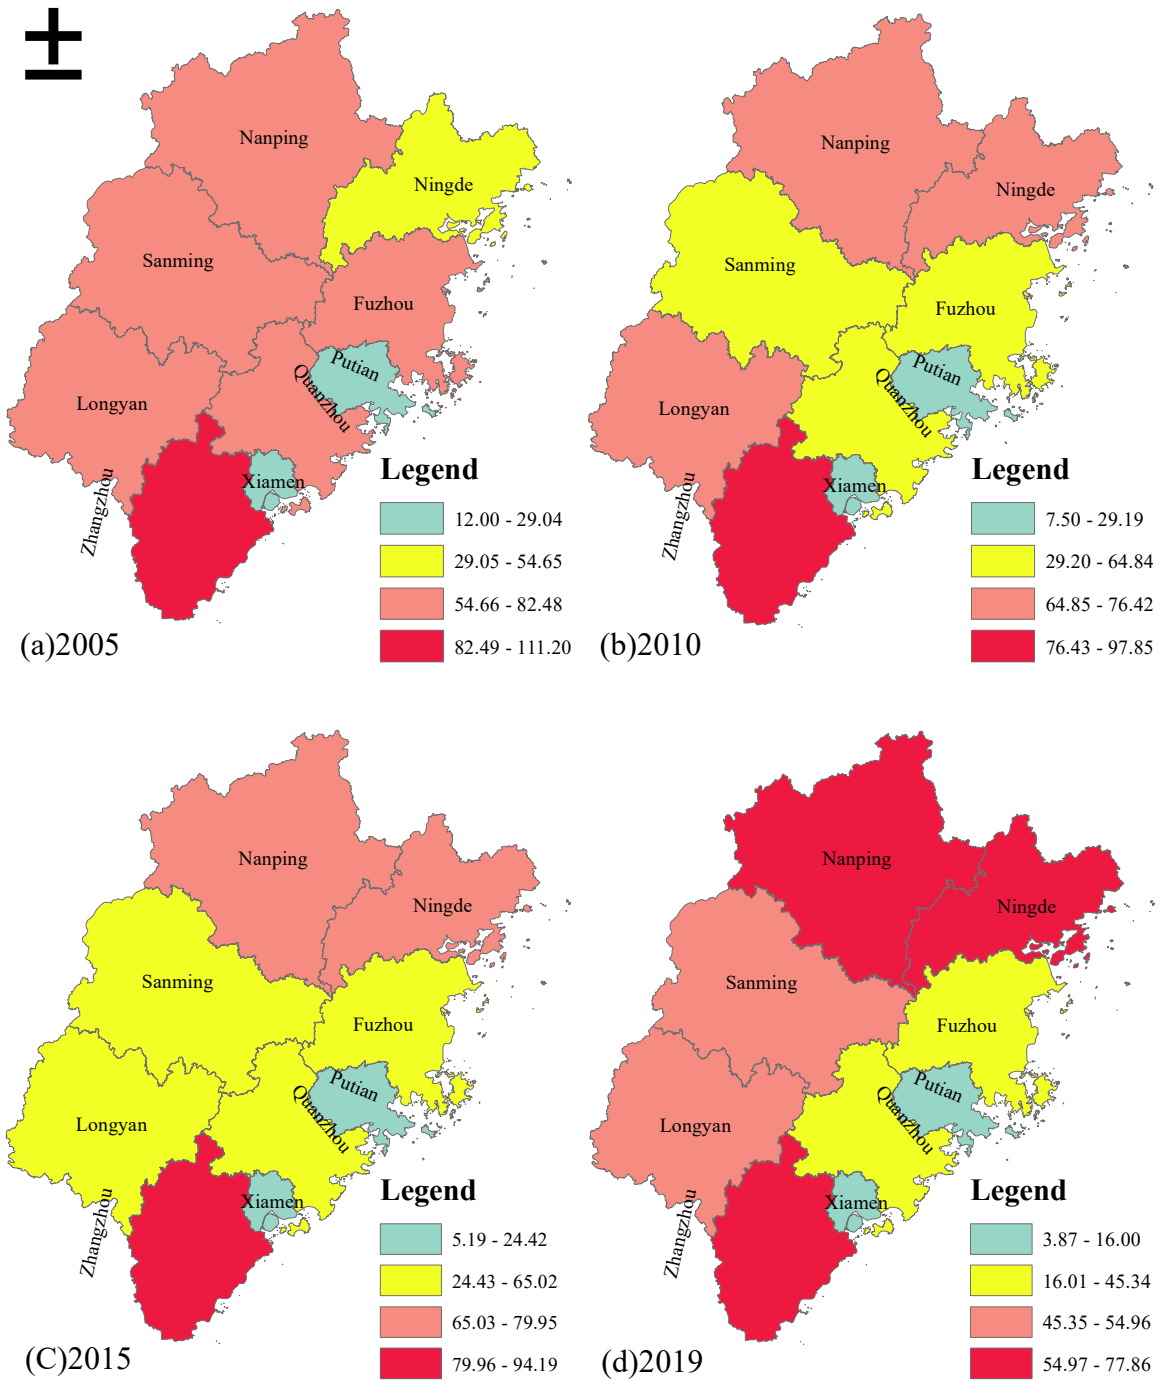 Nanping
Ningde
Sanming
Fuzhou
Putian
Quanzhou
Longyan
Xiamen
Zhangzhou
Legend
12.00 - 29.04
29.05 - 54.65
54.66 - 82.48
82.49 - 111.20
(a)2005
Nanping
Ningde
Sanming
Fuzhou
Putian
Quanzhou
Longyan
Xiamen
Zhangzhou
Legend
7.50 - 29.19
29.20 - 64.84
64.85 - 76.42
76.43 - 97.85
(b)2010
Nanping
Ningde
Sanming
Fuzhou
Putian
Quanzhou
Longyan
Xiamen
Zhangzhou
Legend
5.19 - 24.42
24.43 - 65.02
65.03 - 79.95
79.96 - 94.19
(C)2015
Nanping
Ningde
Sanming
Fuzhou
Putian
Quanzhou
Longyan
Xiamen
Zhangzhou
Legend
3.87 - 16.00
16.01 - 45.34
45.35 - 54.96
54.97 - 77.86
(d)2019